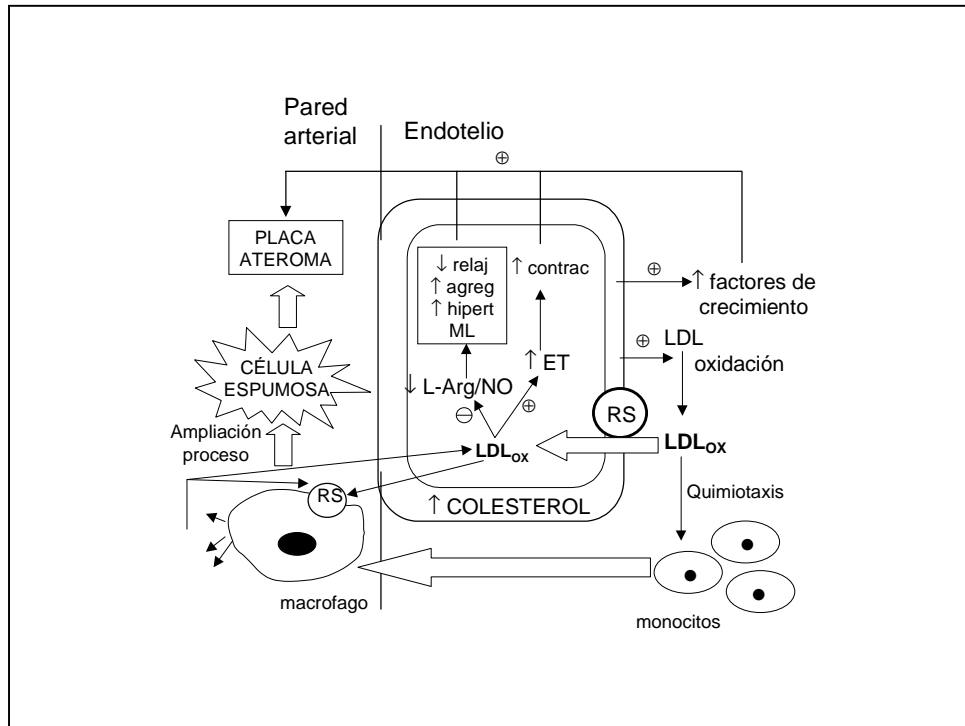 Pared
arterial
Endotelio
⊕
PLACA
ATEROMA
↓ relaj
↑ agreg
↑ hipert
ML
↑ contrac
⊕
↑ factores de
crecimiento
⊕
LDL
oxidación
↑ ET
CÉLULA
ESPUMOSA
↓ L-Arg/NO
⊖
⊕
RS
Ampliación
proceso
LDLox
LDLox
RS
↑ COLESTEROL
Quimiotaxis
macrofago
monocitos